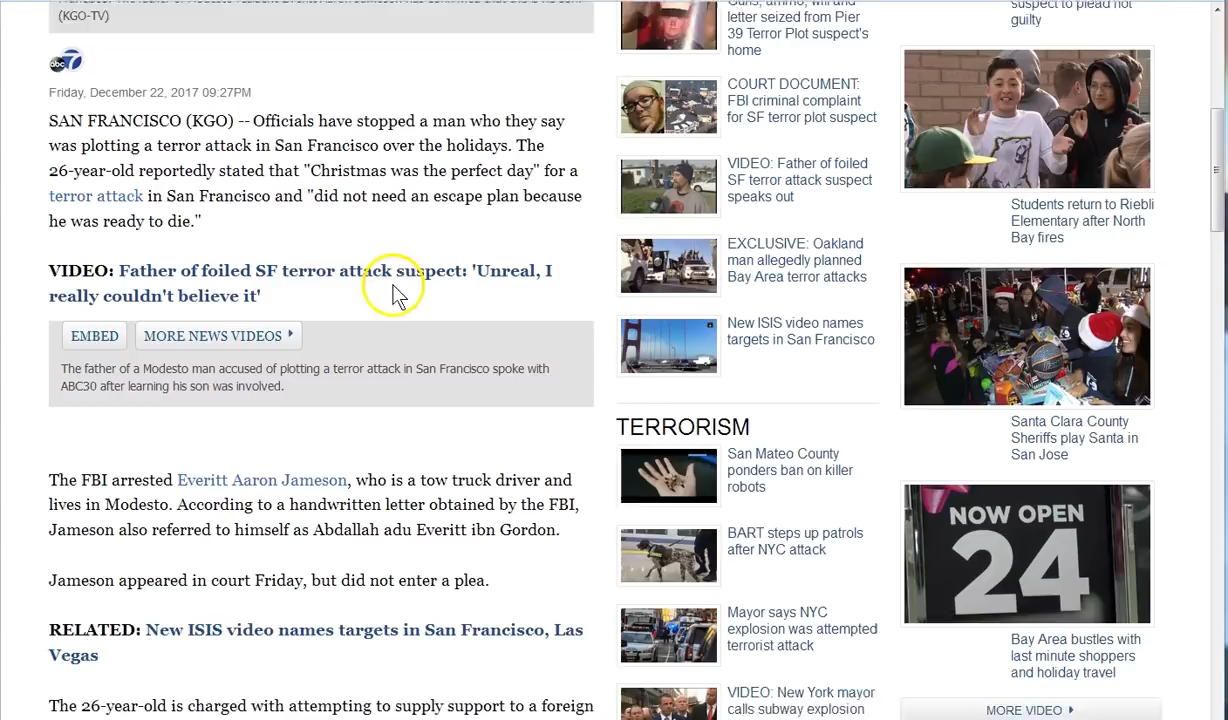 (KGO-TV)
abc 7
Friday, December 22, 2017 09:27PM
SAN FRANCISCO (KGO) -- Officials have stopped a man who they say
was plotting a terror attack in San Francisco over the holidays. The
26-year-old reportedly stated that "Christmas was the perfect day" for a
terror attack in San Francisco and "did not need an escape plan because
he was ready to die."
VIDEO: Father of foiled SF terror attack suspect: 'Unreal, I
really couldn't believe it'
EMBED
MORE NEWS VIDEOS
The father of a Modesto man accused of plotting a terror attack in San Francisco spoke with
ABC30 after learning his son was involved.
The FBI arrested Everitt Aaron Jameson, who is a tow truck driver and
lives in Modesto. According to a handwritten letter obtained by the FBI,
Jameson also referred to himself as Abdallah adu Everitt ibn Gordon.
Jameson appeared in court Friday, but did not enter a plea.
RELATED: New ISIS video names targets in San Francisco, Las
Vegas
The 26-year-old is charged with attempting to supply support to a foreign
letter seized from Pier
39 Terror Plot suspect's
home
COURT DOCUMENT:
FBI criminal complaint
for SF terror plot suspect
VIDEO: Father of foiled
SF terror attack suspect
speaks out
EXCLUSIVE: Oakland
man allegedly planned
Bay Area terror attacks
New ISIS video names
targets in San Francisco
TERRORISM
San Mateo County
ponders ban on killer
robots
BART steps up patrols
after NYC attack
Mayor says NYC
explosion was attempted
terrorist attack
VIDEO: New York mayor
calls subway explosion
suspect to plead not
guilty
Students return to Riebli
Elementary after North
Bay fires
Santa Clara County
Sheriffs play Santa in
San Jose
NOW OPEN
24
Bay Area bustles with
last minute shoppers
and holiday travel
MORE VIDEO